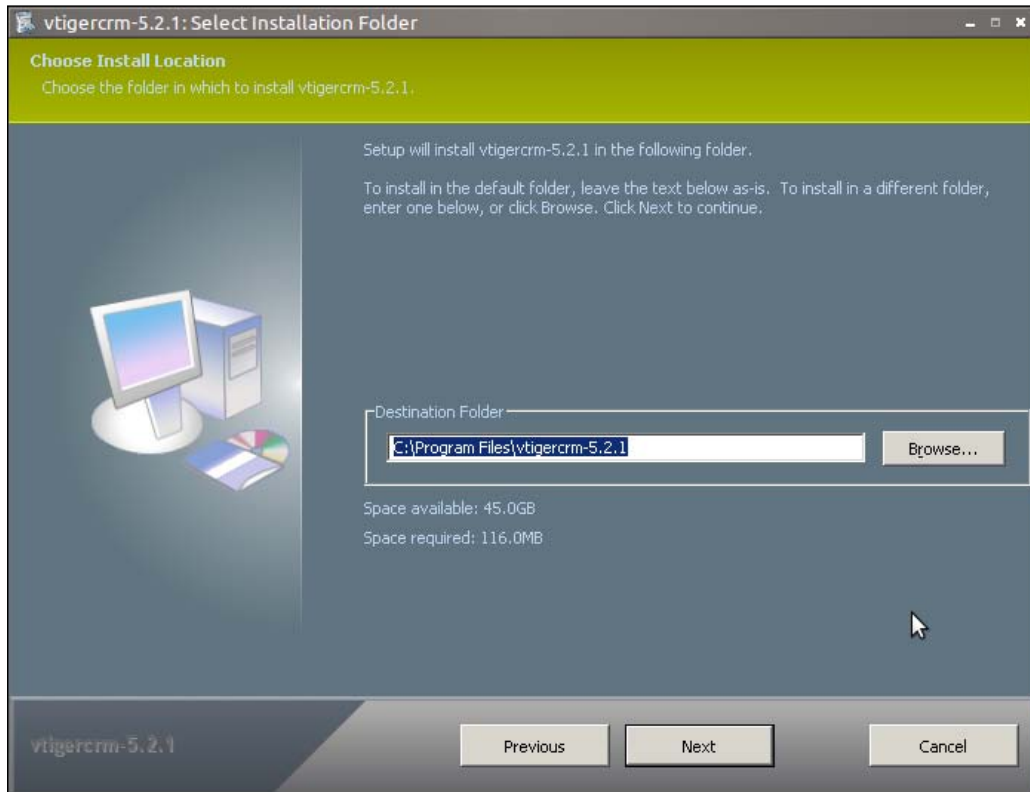 vtigercrm-5.2.1: Select Installation Folder
Choose Install Location
Choose the folder in which to install vtigercrm-5.2.1.
Setup will install vtigercrm-5.2.1 in the following folder.
To install in the default folder, leave the text below as-is.  To install in a different folder,
enter one below, or click Browse. Click Next to continue.
Destination Folder
C:\Program Files\vtigercrm-5.2.1
Browse...
Space available: 45.0GB
Space required: 116.0MB
vtigercrm-5.2.1
Previous
Next
Cancel